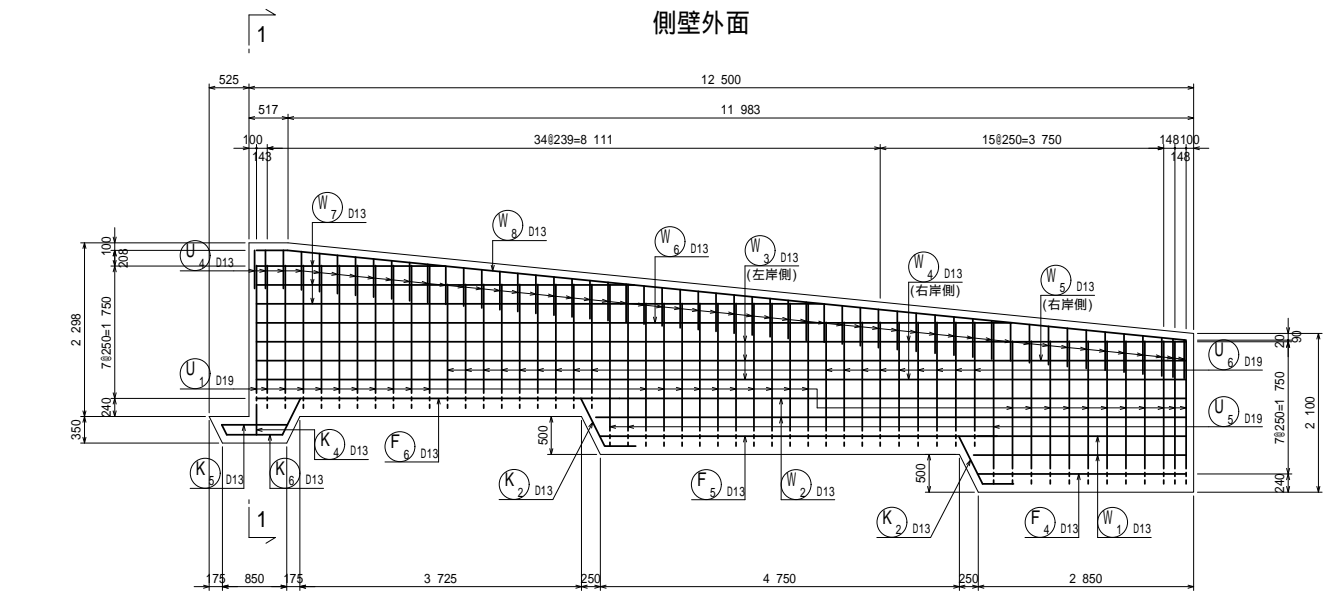 側壁外面
1
525
12 500
517
11 983
100
143
34@239=8 111
15@250=3 750
148
100
148
W7 D13
W8 D13
W6 D13
W3 D13
(左岸側)
W4 D13
(右岸側)
W5 D13
(右岸側)
U4 D13
U1 D19
U6 D19
U5 D19
100
208
7@250=1 750
2 298
240
350
20
90
7@250=1 750
2 100
240
500
500
K5 D13
K6 D13
K4 D13
F6 D13
K2 D13
F5 D13
W2 D13
K2 D13
F4 D13
W1 D13
1
175
850
175
3 725
250
4 750
250
2 850